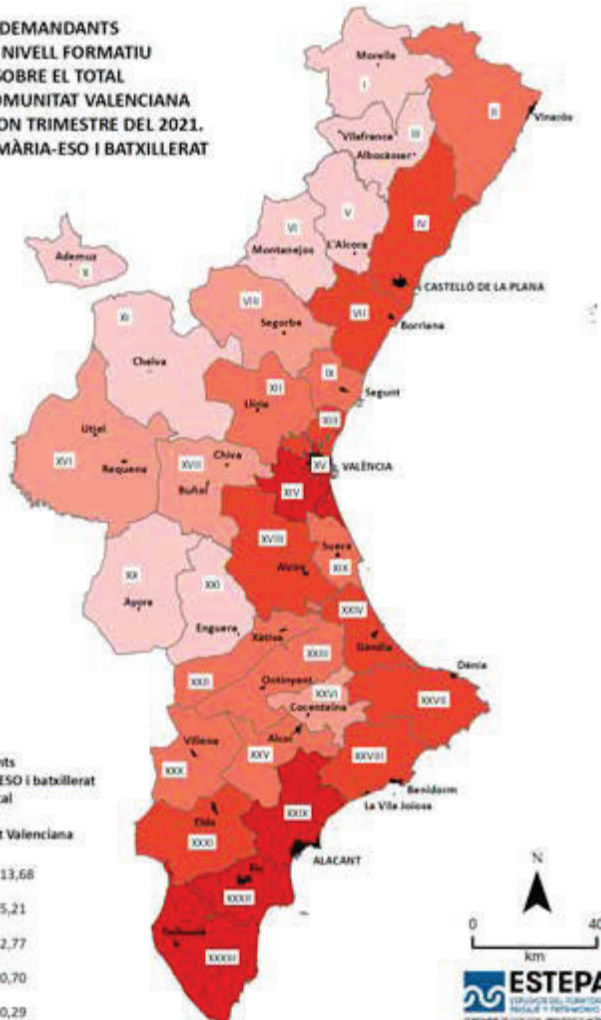 DEMANDANTS
NIVELL FORMATIU
SOBRE EL TOTAL
OMUNITAT VALENCIANA
ON TRIMESTRE DEL 2021.
MÀRIA-ESO I BATXILLERAT
Morella
I
II
Vinaròs
Vilafranca
III
Albocàsser
V
IV
VI
Montanejos
L'Alcora
Ademuz
X
CASTELLÓ DE LA PLANA
VIII
VII
Borriana
XI
Segorbe
Chelva
IX
XII
Sagunt
Llíria
XIII
Utiel
XVI
Requena
XVIII
Chiva
Buñol
XV
VALÈNCIA
XIV
XVIII
Sueca
XIX
Alzira
XX
Ayora
XXI
Enguera
XXIV
Xàtiva
Gandia
XXIII
XXII
Ontinyent
Dénia
XXVI
Cocentaina
XXVII
Villena
Alcoi
XXV
XXVIII
XXX
Benidorm
La Vila Joiosa
XXIX
Elda
XXXI
ALACANT
XXXII
XXXIII
nts
ESO i batxillerat
tal
t Valenciana
13,68
5,21
2,77
0,70
0,29
N
0
40
km
ESTEPA